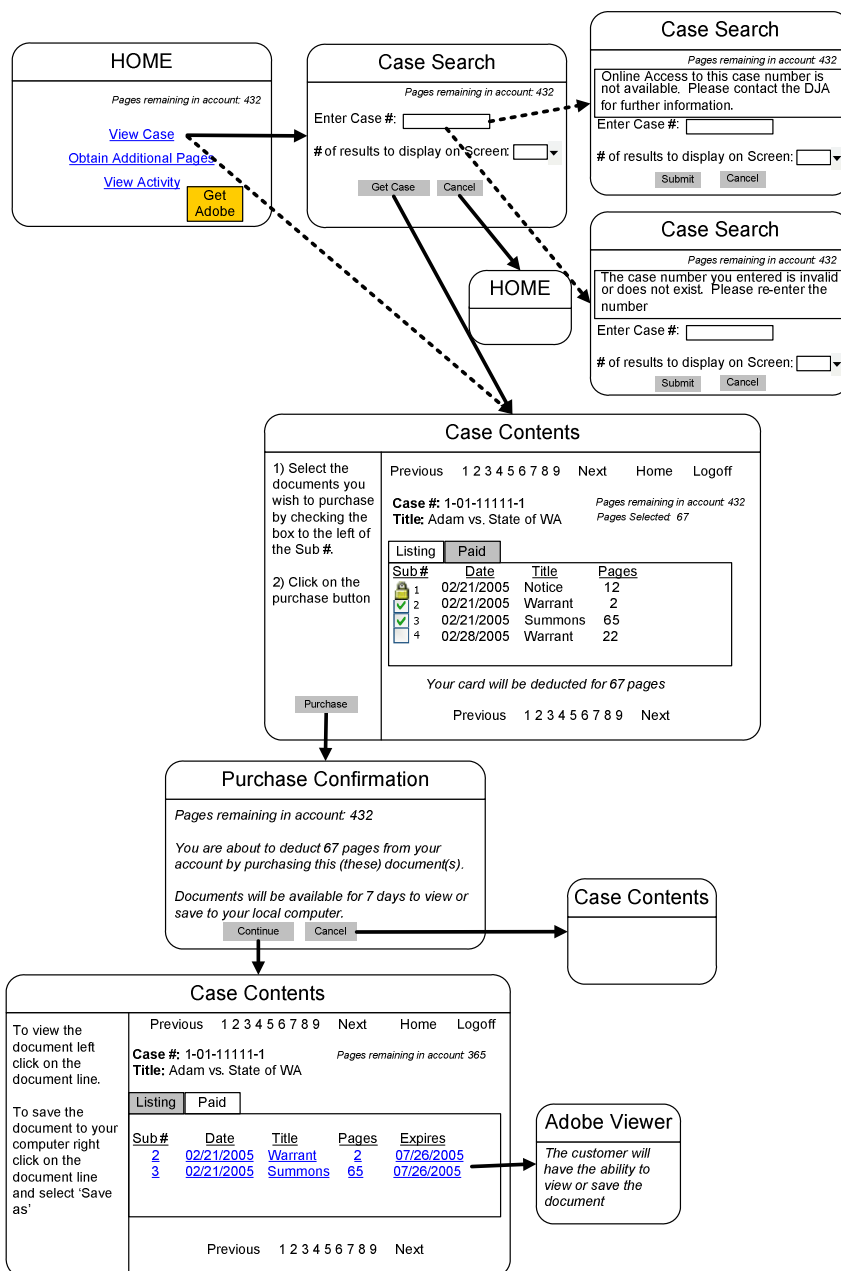 HOME
Pages remaining in account: 432
View Case
Obtain Additional Pages
View Activity
Get
Adobe
Case Search
Pages remaining in account: 432
Enter Case #:
# of results to display on Screen:
Get Case
Cancel
Case Search
Pages remaining in account: 432
Online Access to this case number is
not available. Please contact the DJA
for further information.
Enter Case #:
# of results to display on Screen:
Submit
Cancel
HOME
Case Search
Pages remaining in account: 432
The case number you entered is invalid
or does not exist. Please re-enter the
number
Enter Case #:
# of results to display on Screen:
Submit
Cancel
Case Contents
1) Select the
documents you
wish to purchase
by checking the
box to the left of
the Sub #.
2) Click on the
purchase button
Purchase
Previous 1 2 3 4 5 6 7 8 9 Next Home Logoff
Case #: 1-01-11111-1
Pages remaining in account: 432
Title: Adam vs. State of WA
Pages Selected: 67
Listing Paid
Sub # Date Title Pages
1 02/21/2005 Notice 12
2 02/21/2005 Warrant 2
3 02/21/2005 Summons 65
4 02/28/2005 Warrant 22
Your card will be deducted for 67 pages
Previous 1 2 3 4 5 6 7 8 9 Next
Purchase Confirmation
Pages remaining in account: 432
You are about to deduct 67 pages from your
account by purchasing this (these) document(s).
Documents will be available for 7 days to view or
save to your local computer.
Continue
Cancel
Case Contents
Case Contents
To view the
document left
click on the
document line.
To save the
document to your
computer right
click on the
document line
and select ‘Save
as’
Previous 1 2 3 4 5 6 7 8 9 Next Home Logoff
Case #: 1-01-11111-1
Pages remaining in account: 365
Title: Adam vs. State of WA
Listing Paid
Sub # Date Title Pages Expires
2 02/21/2005 Warrant 2 07/26/2005
3 02/21/2005 Summons 65 07/26/2005
Previous 1 2 3 4 5 6 7 8 9 Next
Adobe Viewer
The customer will
have the ability to
view or save the
document